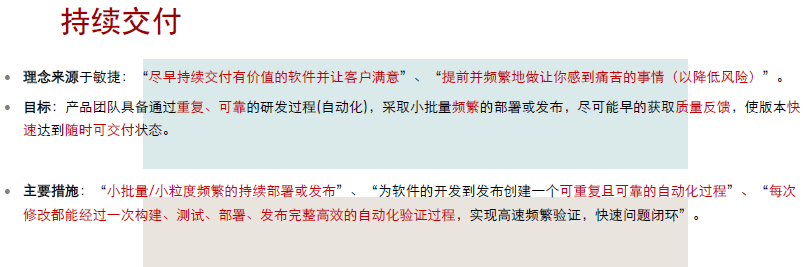 持续交付
• 理念来源于敏捷：“尽早持续交付有价值的软件并让客户满意”、“提前并频繁地做让你感到痛苦的事情（以降低风险）”。
• 目标：产品团队具备通过重复、可靠的研发过程(自动化)，采取小批量频繁的部署或发布，尽可能早的获取质量反馈，使版本快
速达到随时可交付状态。
• 主要措施：“小批量/小粒度频繁的持续部署或发布”、“为软件的开发到发布创建一个可重复且可靠的自动化过程”、“每次
修改都能经过一次构建、测试、部署、发布完整高效的自动化验证过程，实现高速频繁验证，快速问题闭环”。